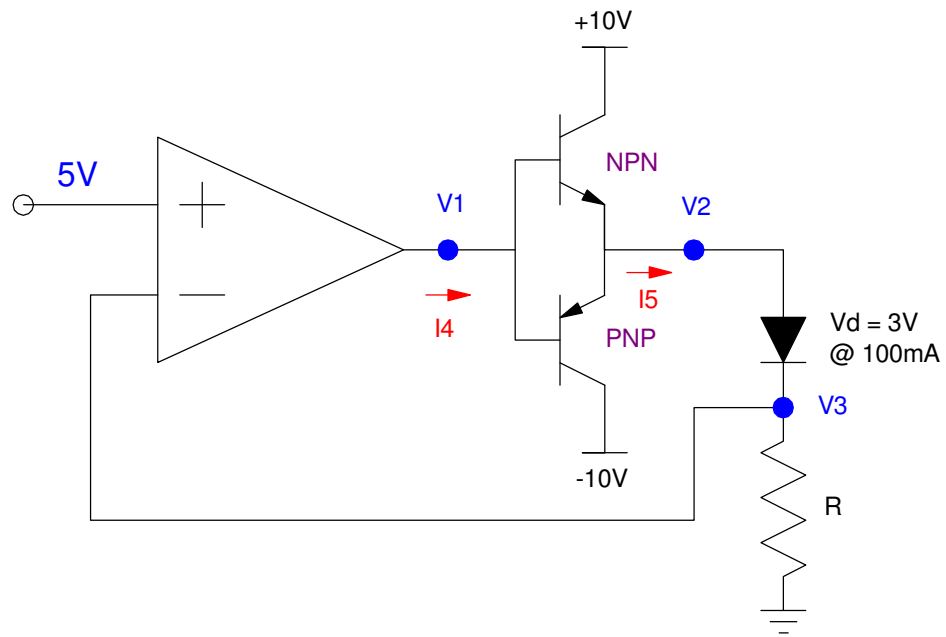 +10V
5V
NPN
V1
V2
I4
I5
PNP
Vd = 3V
@ 100mA
V3
-10V
R